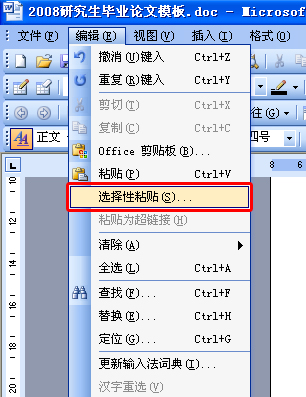 2008研究生毕业论文模板.doc - Microsof
文件(F) 编辑(E) 视图(V) 插入(I) 格式(
撤消(U)键入 Ctrl+Z
重复(R)键入 Ctrl+Y
剪切(T) Ctrl+X
复制(C) Ctrl+C
Office 剪贴板(B)...
粘贴(P) Ctrl+V
选择性粘贴(S)...
粘贴为超链接(H)
清除(A)
全选(L) Ctrl+A
查找(F)... Ctrl+F
替换(H)... Ctrl+H
定位(G)... Ctrl+G
更新输入法词典(I)...
汉字重选(V)
往(G)
正文
四号
L
8 6
10
12
14
16
18
20